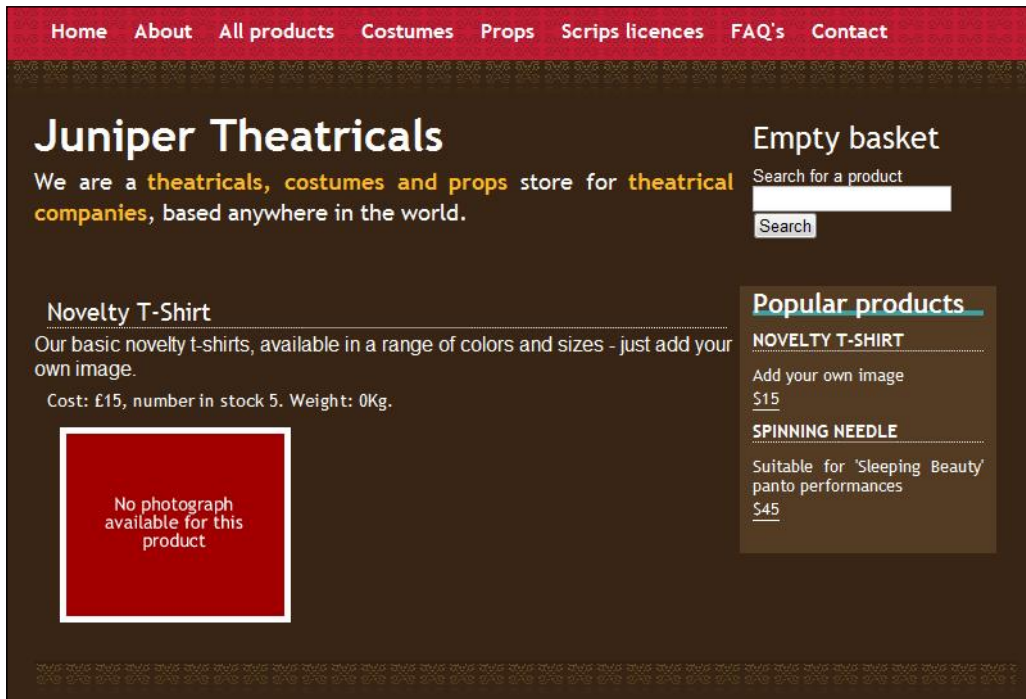 Home About All products Costumes Props Scrips licences FAQ's Contact
Juniper Theatricals
We are a theatricals, costumes and props store for theatrical
companies, based anywhere in the world.
Empty basket
Search for a product
Search
Novelty T-Shirt
Our basic novelty t-shirts, available in a range of colors and sizes - just add your
own image.
Cost: £15, number in stock 5. Weight: 0Kg.
No photograph
available for this
product
Popular products
NOVELTY T-SHIRT
Add your own image
$15
SPINNING NEEDLE
Suitable for 'Sleeping Beauty'
panto performances
$45